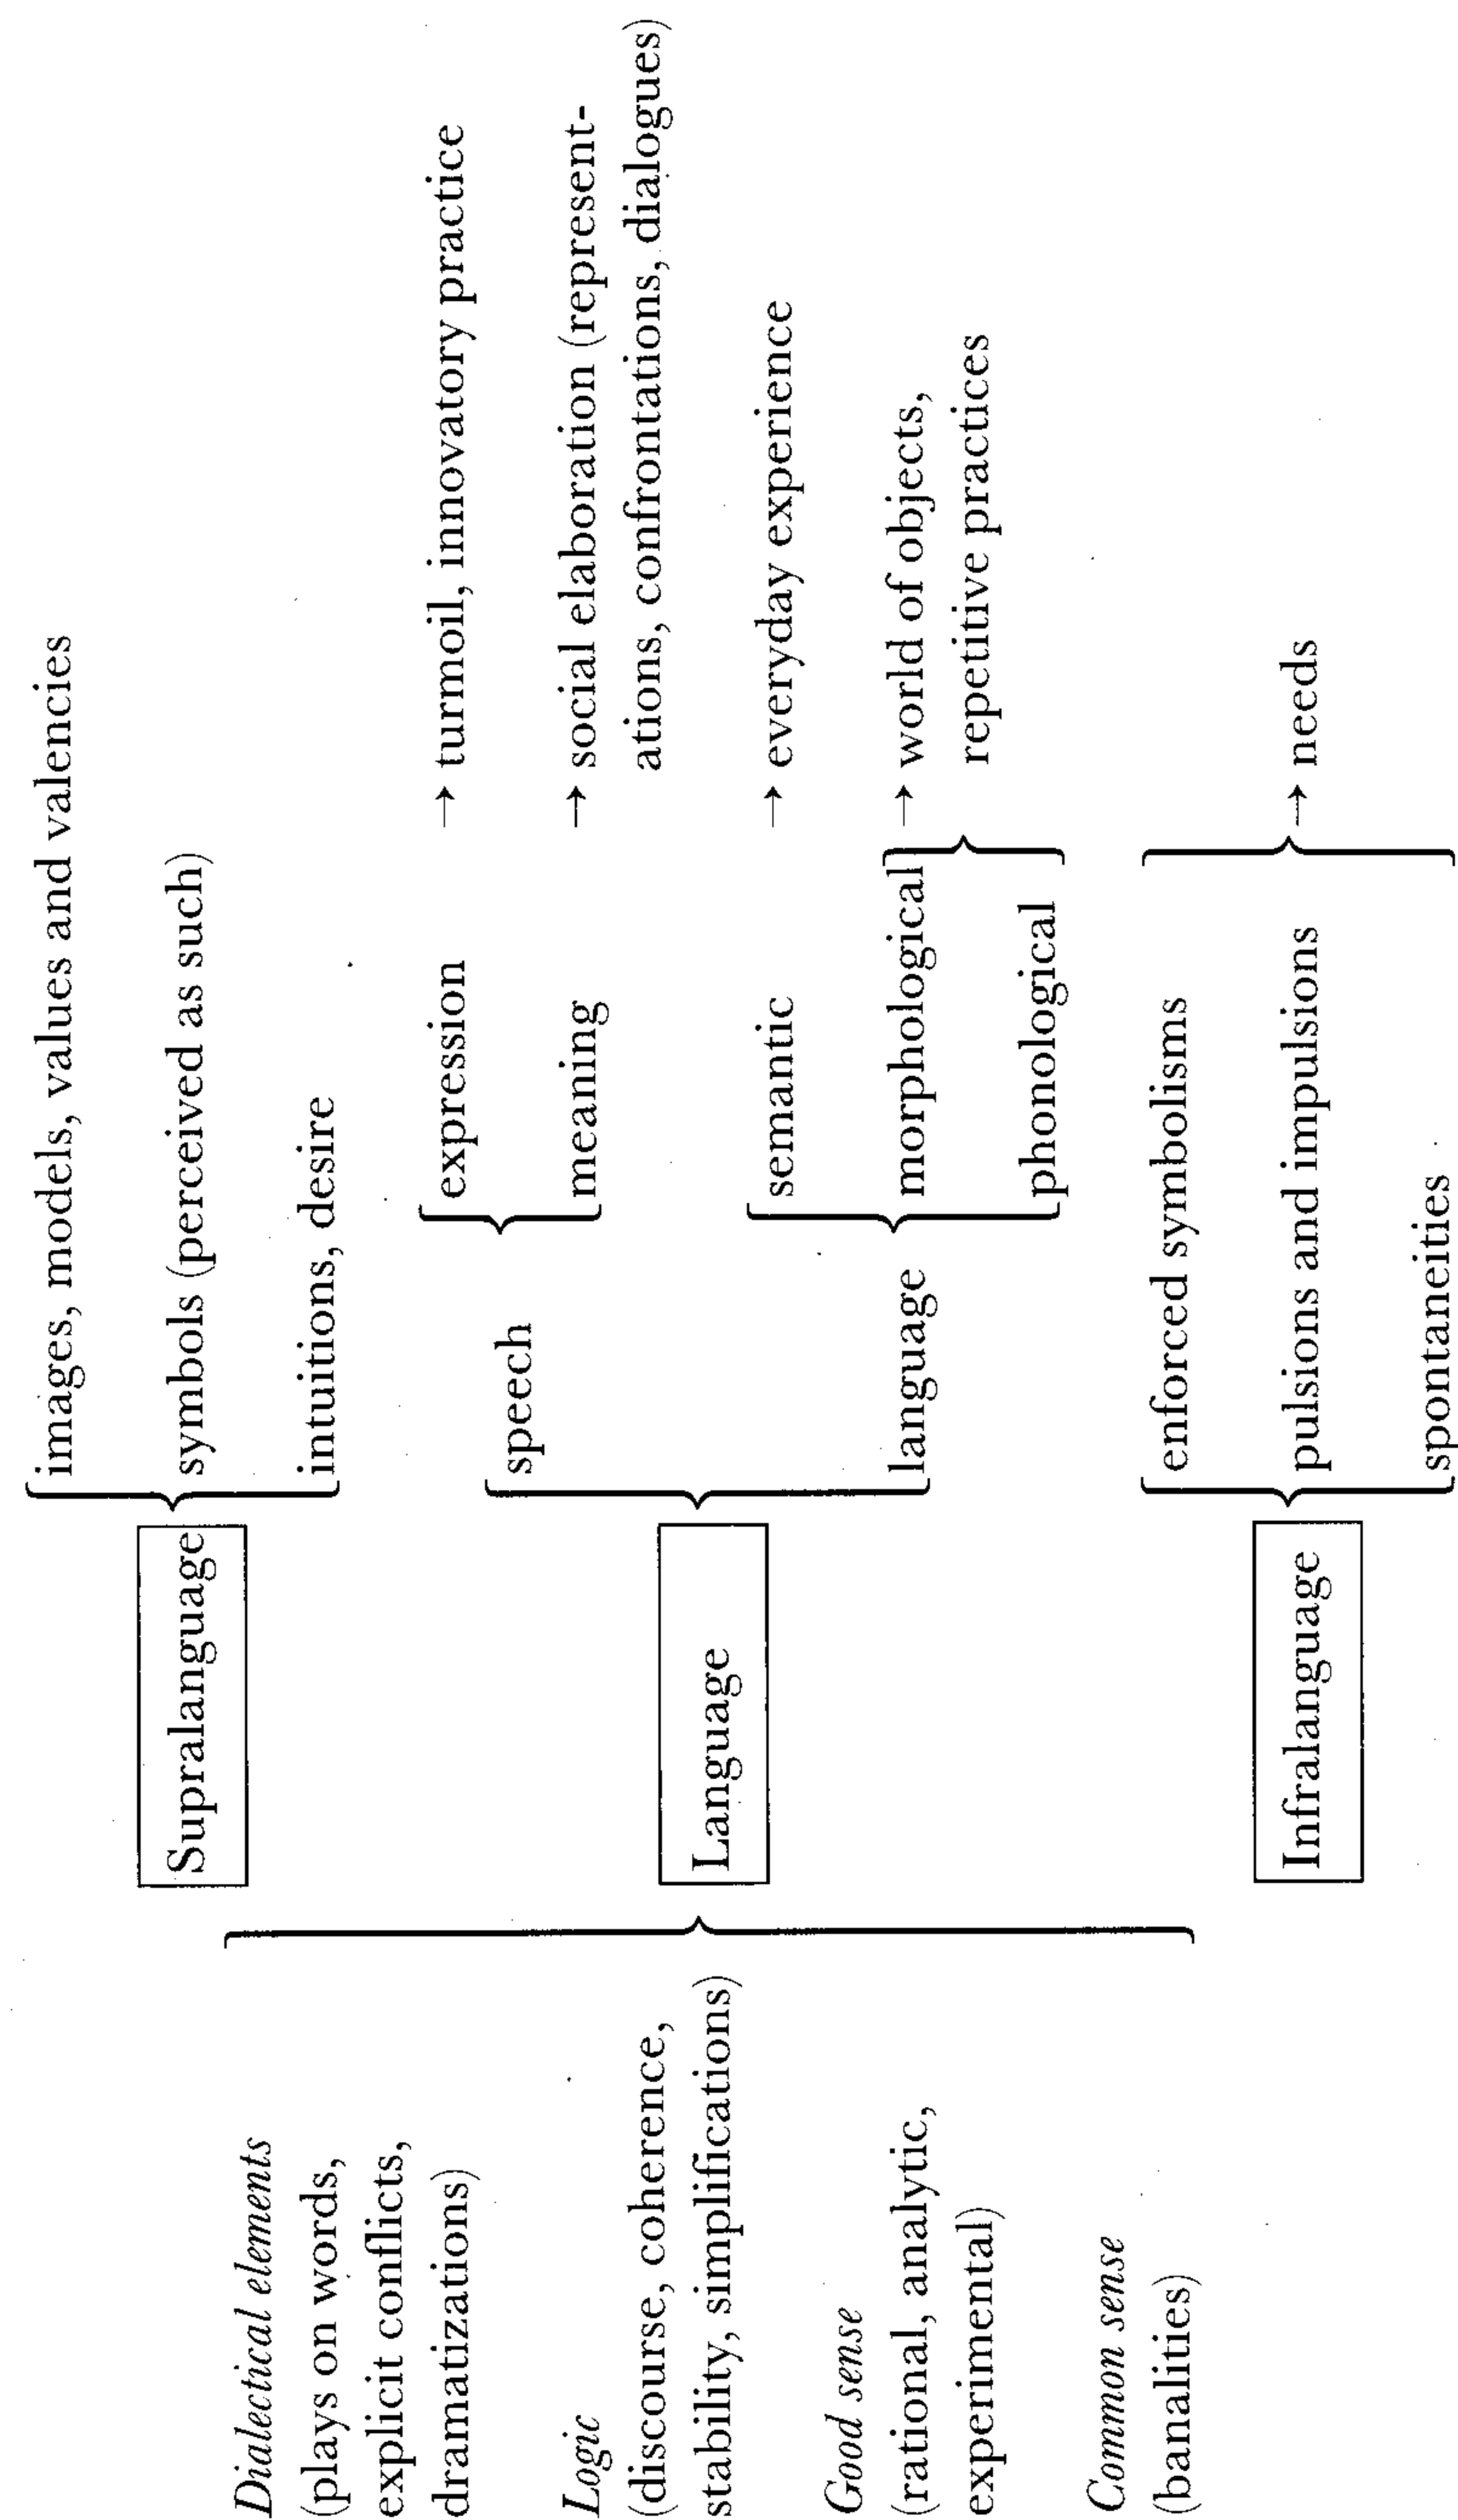 Dialectical elements
(plays on words,
explicit conflicts,
dramatizations)
Logic
(discourse, coherence,
stability, simplifications)
Good sense
(rational, analytic,
experimental)
Common sense
(banalities)
Supralanguage
images, models, values and valencies
symbols (perceived as such)
intuitions, desire
Language
speech
expression → turmoil, innovatory practice
meaning → social elaboration (represent-
ations, confrontations, dialogues)
language
semantic → everyday experience
morphological → world of objects,
repetitive practices
phonological
Infralanguage
enforced symbolisms
pulsions and impulsions → needs
spontaneities